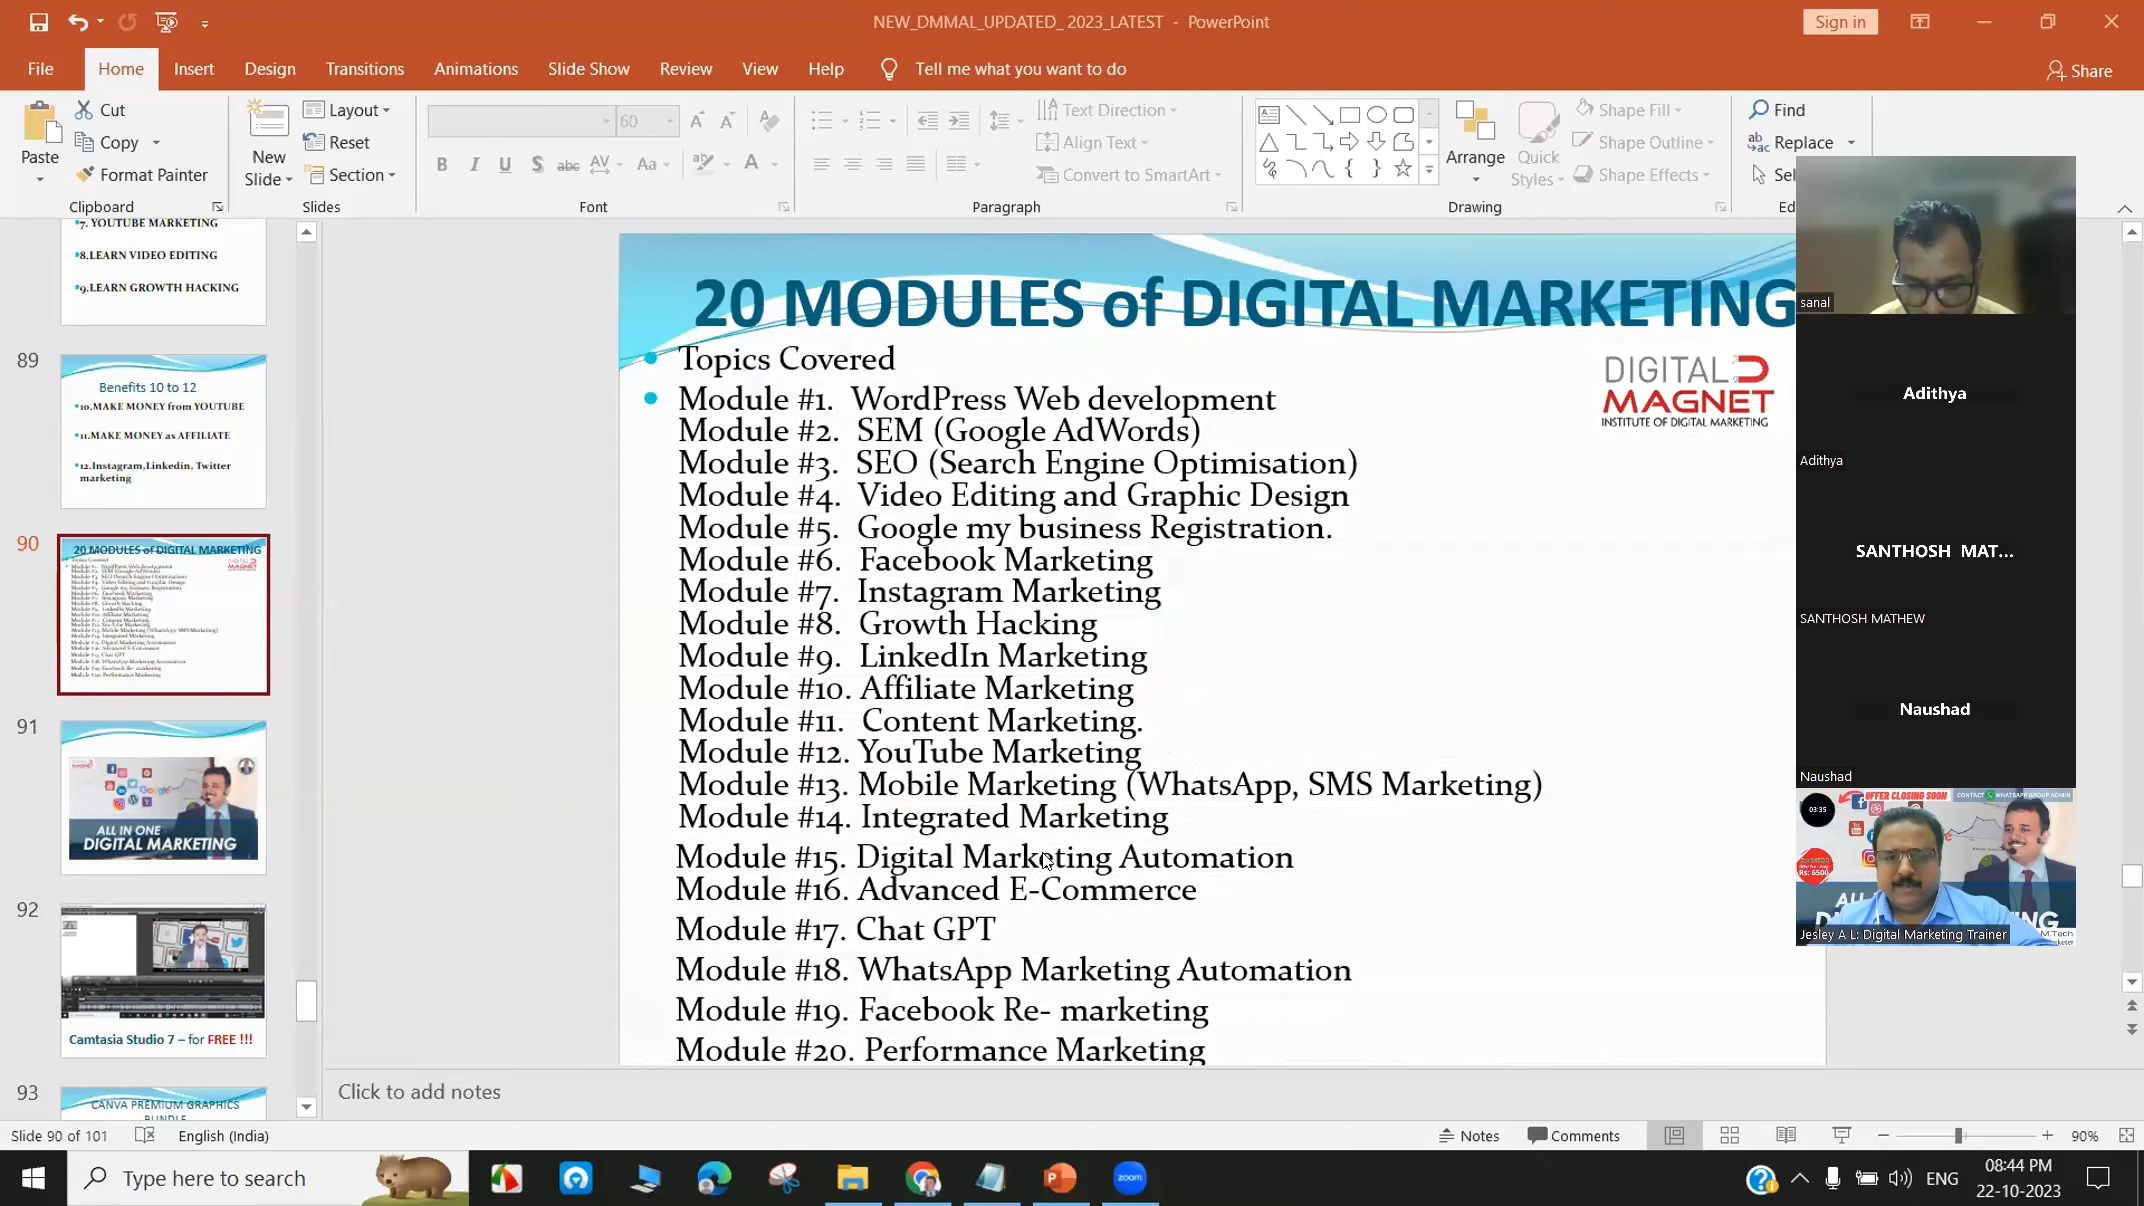 NEW_DMMAL_UPDATED_ 2023_LATEST - PowerPoint
Sign in
File Home Insert Design Transitions Animations Slide Show Review View Help Tell me what you want to do
Share
Paste
Cut
Copy
Format Painter
Clipboard
New Slide
Layout
Reset
Section
Slides
60
Font
Paragraph
Text Direction
Align Text
Convert to SmartArt
Arrange
Quick Styles
Shape Fill
Shape Outline
Shape Effects
Drawing
Find
Replace
7. YOUTUBE MARKETING
8.LEARN VIDEO EDITING
9.LEARN GROWTH HACKING
89
Benefits 10 to 12
10.MAKE MONEY from YOUTUBE
11.MAKE MONEY as AFFILIATE
12.Instagram,Linkedin, Twitter
marketing
90
20 MODULES of DIGITAL MARKETING
91
ALL IN ONE
DIGITAL MARKETING
92
Camtasia Studio 7 – for FREE !!!
93
CANVA PREMIUM GRAPHICS
20 MODULES of DIGITAL MARKETING
DIGITAL
MAGNET
INSTITUTE OF DIGITAL MARKETING
Topics Covered
Module #1. WordPress Web development
Module #2. SEM (Google AdWords)
Module #3. SEO (Search Engine Optimisation)
Module #4. Video Editing and Graphic Design
Module #5. Google my business Registration.
Module #6. Facebook Marketing
Module #7. Instagram Marketing
Module #8. Growth Hacking
Module #9. LinkedIn Marketing
Module #10. Affiliate Marketing
Module #11. Content Marketing.
Module #12. YouTube Marketing
Module #13. Mobile Marketing (WhatsApp, SMS Marketing)
Module #14. Integrated Marketing
Module #15. Digital Marketing Automation
Module #16. Advanced E-Commerce
Module #17. Chat GPT
Module #18. WhatsApp Marketing Automation
Module #19. Facebook Re- marketing
Module #20. Performance Marketing
sanal
Adithya
Adithya
SANTHOSH MAT...
SANTHOSH MATHEW
Naushad
Naushad
OFFER CLOSING SOON
CONTACT WHATSAPP GROUP ADMIN
03:35
Rs: 6500
Jesley A L: Digital Marketing Trainer
M.Tech
Click to add notes
Slide 90 of 101
English (India)
Notes
Comments
90%
Type here to search
zoom
ENG
08:44 PM
22-10-2023